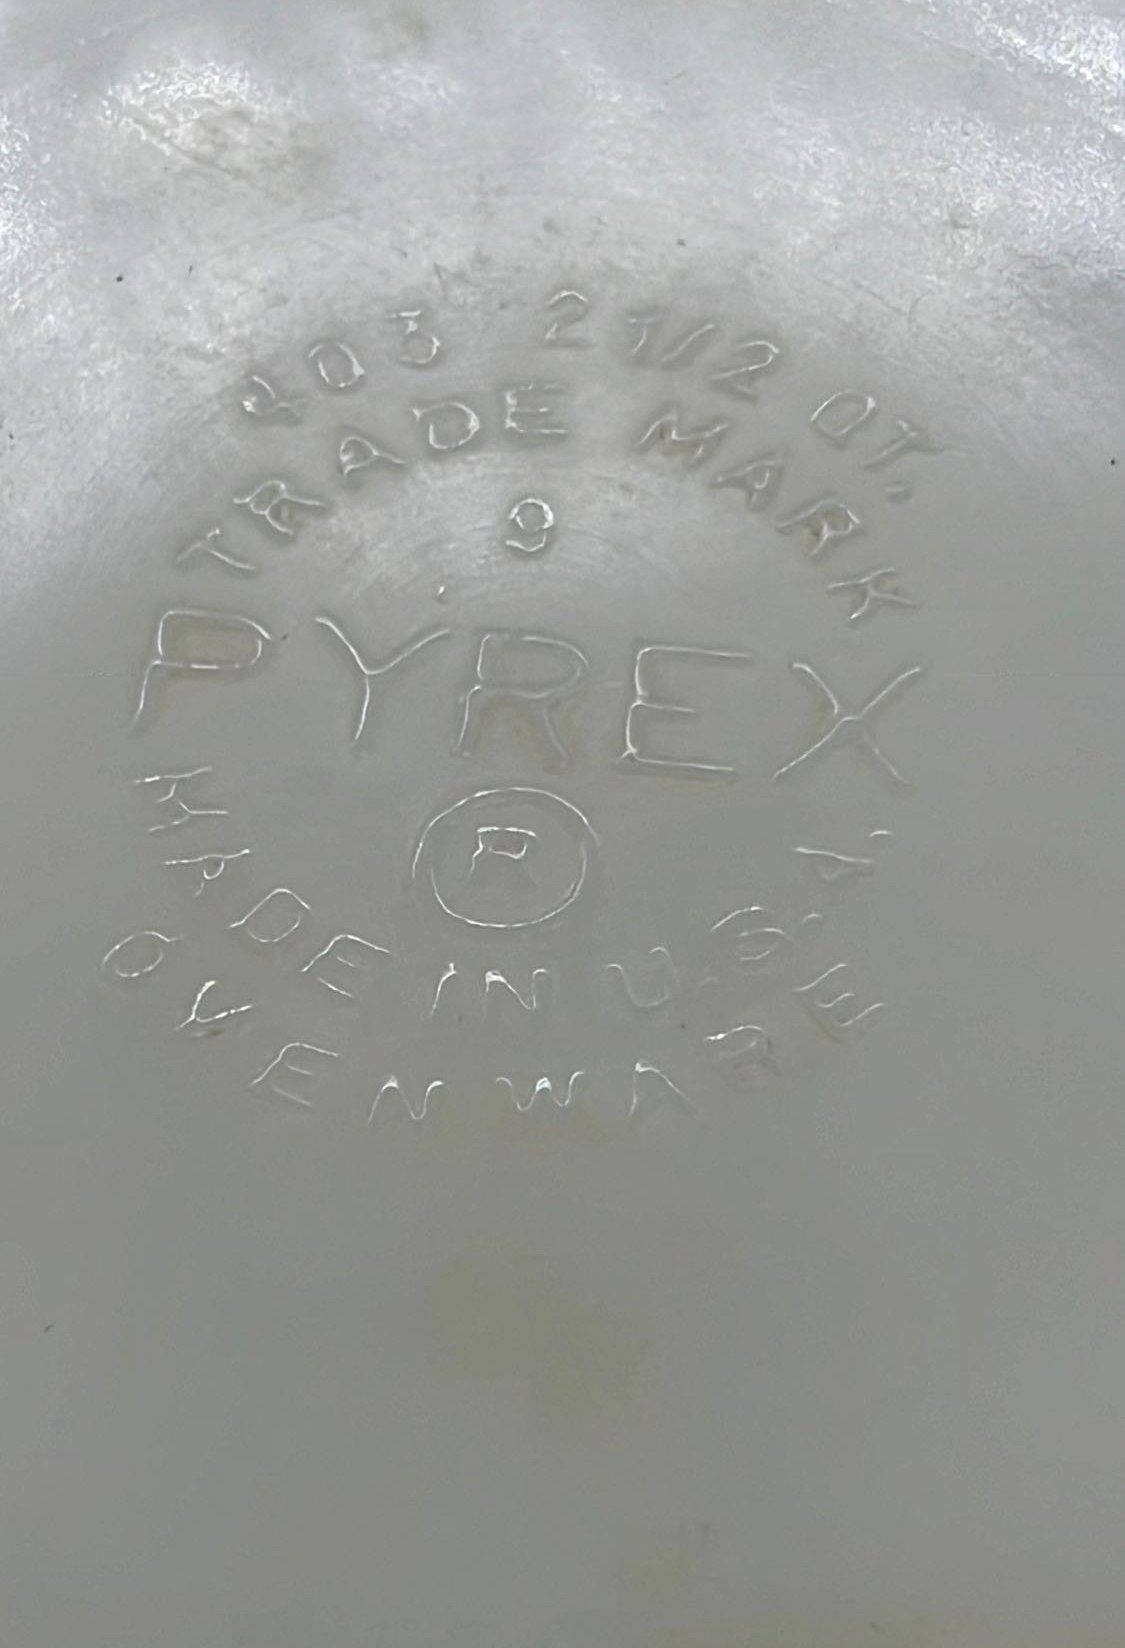 403 2 1/2 QT.
TRADE MARK
9
PYREX
®
MADE IN U.S.A.
OVENWARE